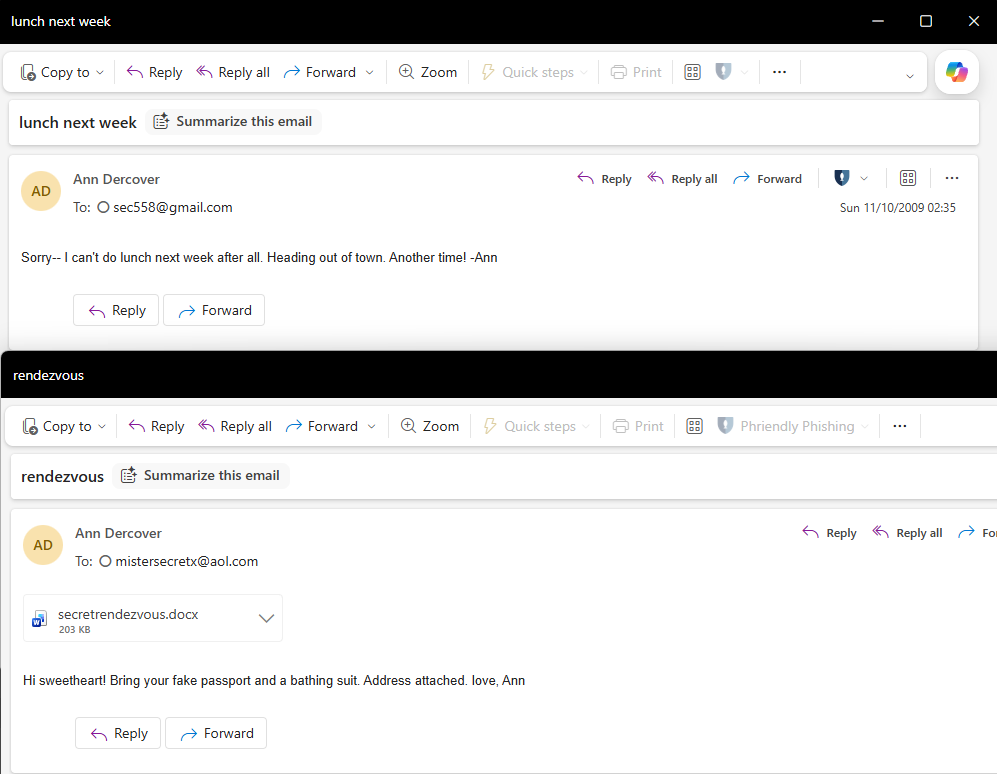 lunch next week
Copy to Reply Reply all Forward Zoom Quick steps Print ...
lunch next week Summarize this email
AD Ann Dercover Reply Reply all Forward ...
To: sec558@gmail.com Sun 11/10/2009 02:35
Sorry-- I can't do lunch next week after all. Heading out of town. Another time! -Ann
Reply Forward
rendezvous
Copy to Reply Reply all Forward Zoom Quick steps Print Phriendly Phishing ...
rendezvous Summarize this email
AD Ann Dercover Reply Reply all For
To: mistersecretx@aol.com
secretrendezvous.docx
203 KB
Hi sweetheart! Bring your fake passport and a bathing suit. Address attached. love, Ann
Reply Forward